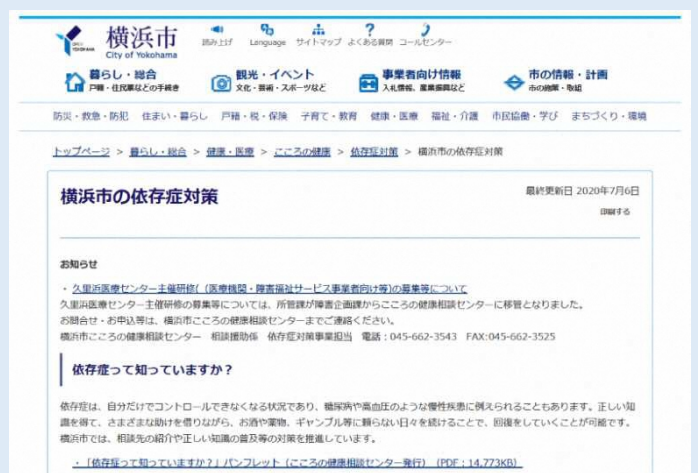 横浜市
City of Yokohama
読み上げ Language サイトマップ よくある質問 コールセンター
暮らし・総合 観光・イベント 事業者向け情報 市の情報・計画
戸籍・住民票などの手続き 文化・芸術・スポーツなど 入札情報、産業振興など 市の施策・取組
防災・救急・防犯 住まい・暮らし 戸籍・税・保険 子育て・教育 健康・医療 福祉・介護 市民協働・学び まちづくり・環境
トップページ > 暮らし・総合 > 健康・医療 > こころの健康 > 依存症対策 > 横浜市の依存症対策
横浜市の依存症対策
最終更新日 2020年7月6日
印刷する
お知らせ
・久里浜医療センター主催研修(（医療機関・障害福祉サービス事業者向け等)の募集等について
久里浜医療センター主催研修の募集等については、所管課が障害企画課からこころの健康相談センターに移管となりました。
お問合せ・お申込等は、横浜市こころの健康相談センターまでご連絡ください。
横浜市こころの健康相談センター 相談援助係 依存症対策事業担当 電話：045-662-3543 FAX:045-662-3525
依存症って知っていますか？
依存症は、自分だけでコントロールできなくなる状況であり、糖尿病や高血圧のような慢性疾患に例えられることもあります。正しい知
識を得て、さまざまな助けを借りながら、お酒や薬物、ギャンブル等に頼らない日々を続けることで、回復をしていくことが可能です。
横浜市では、相談先の紹介や正しい知識の普及等の対策を推進しています。
・「依存症って知っていますか？」パンフレット（こころの健康相談センター発行）（PDF：14,773KB）